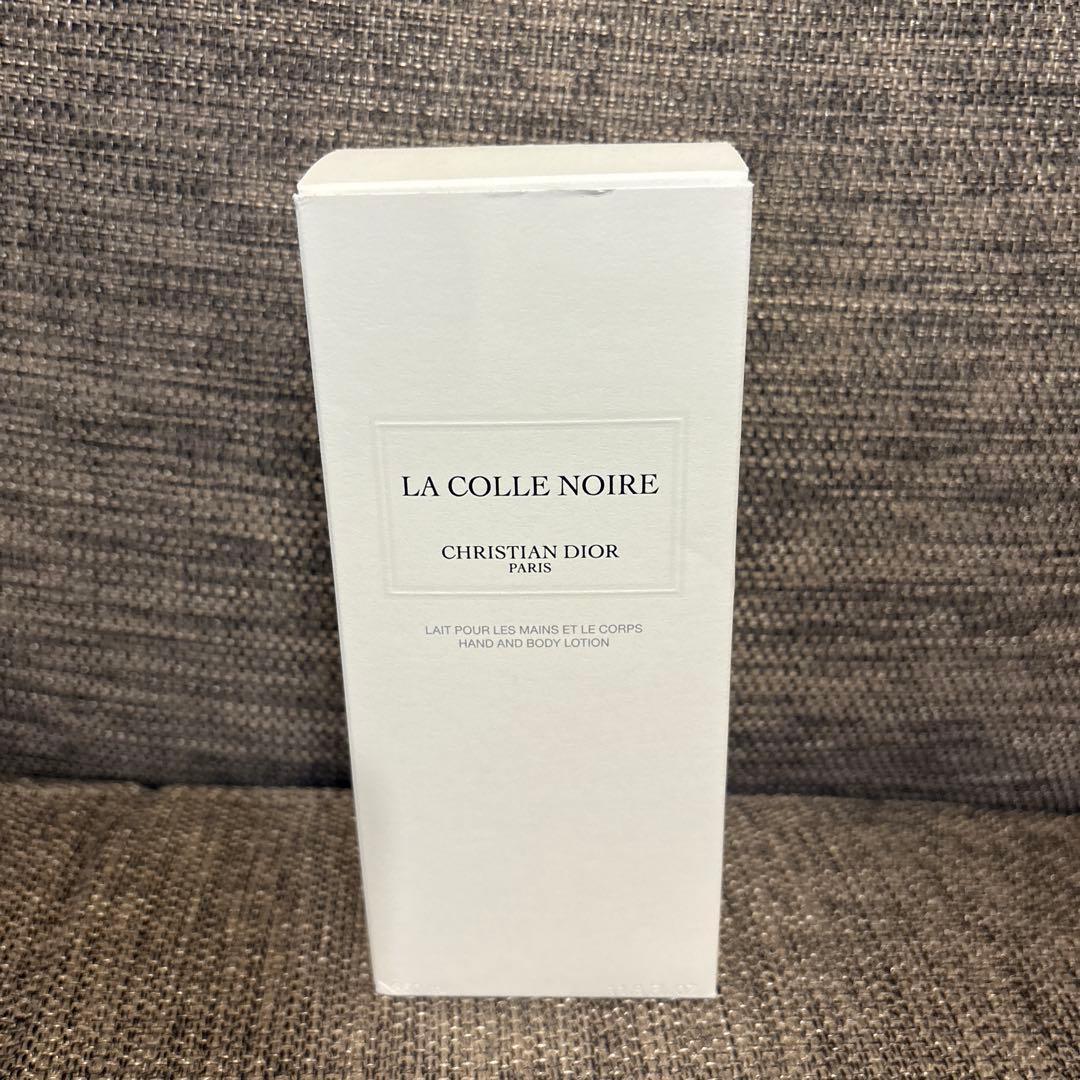 LA COLLE NOIRE
CHRISTIAN DIOR
PARIS
LAIT POUR LES MAINS ET LE CORPS
HAND AND BODY LOTION